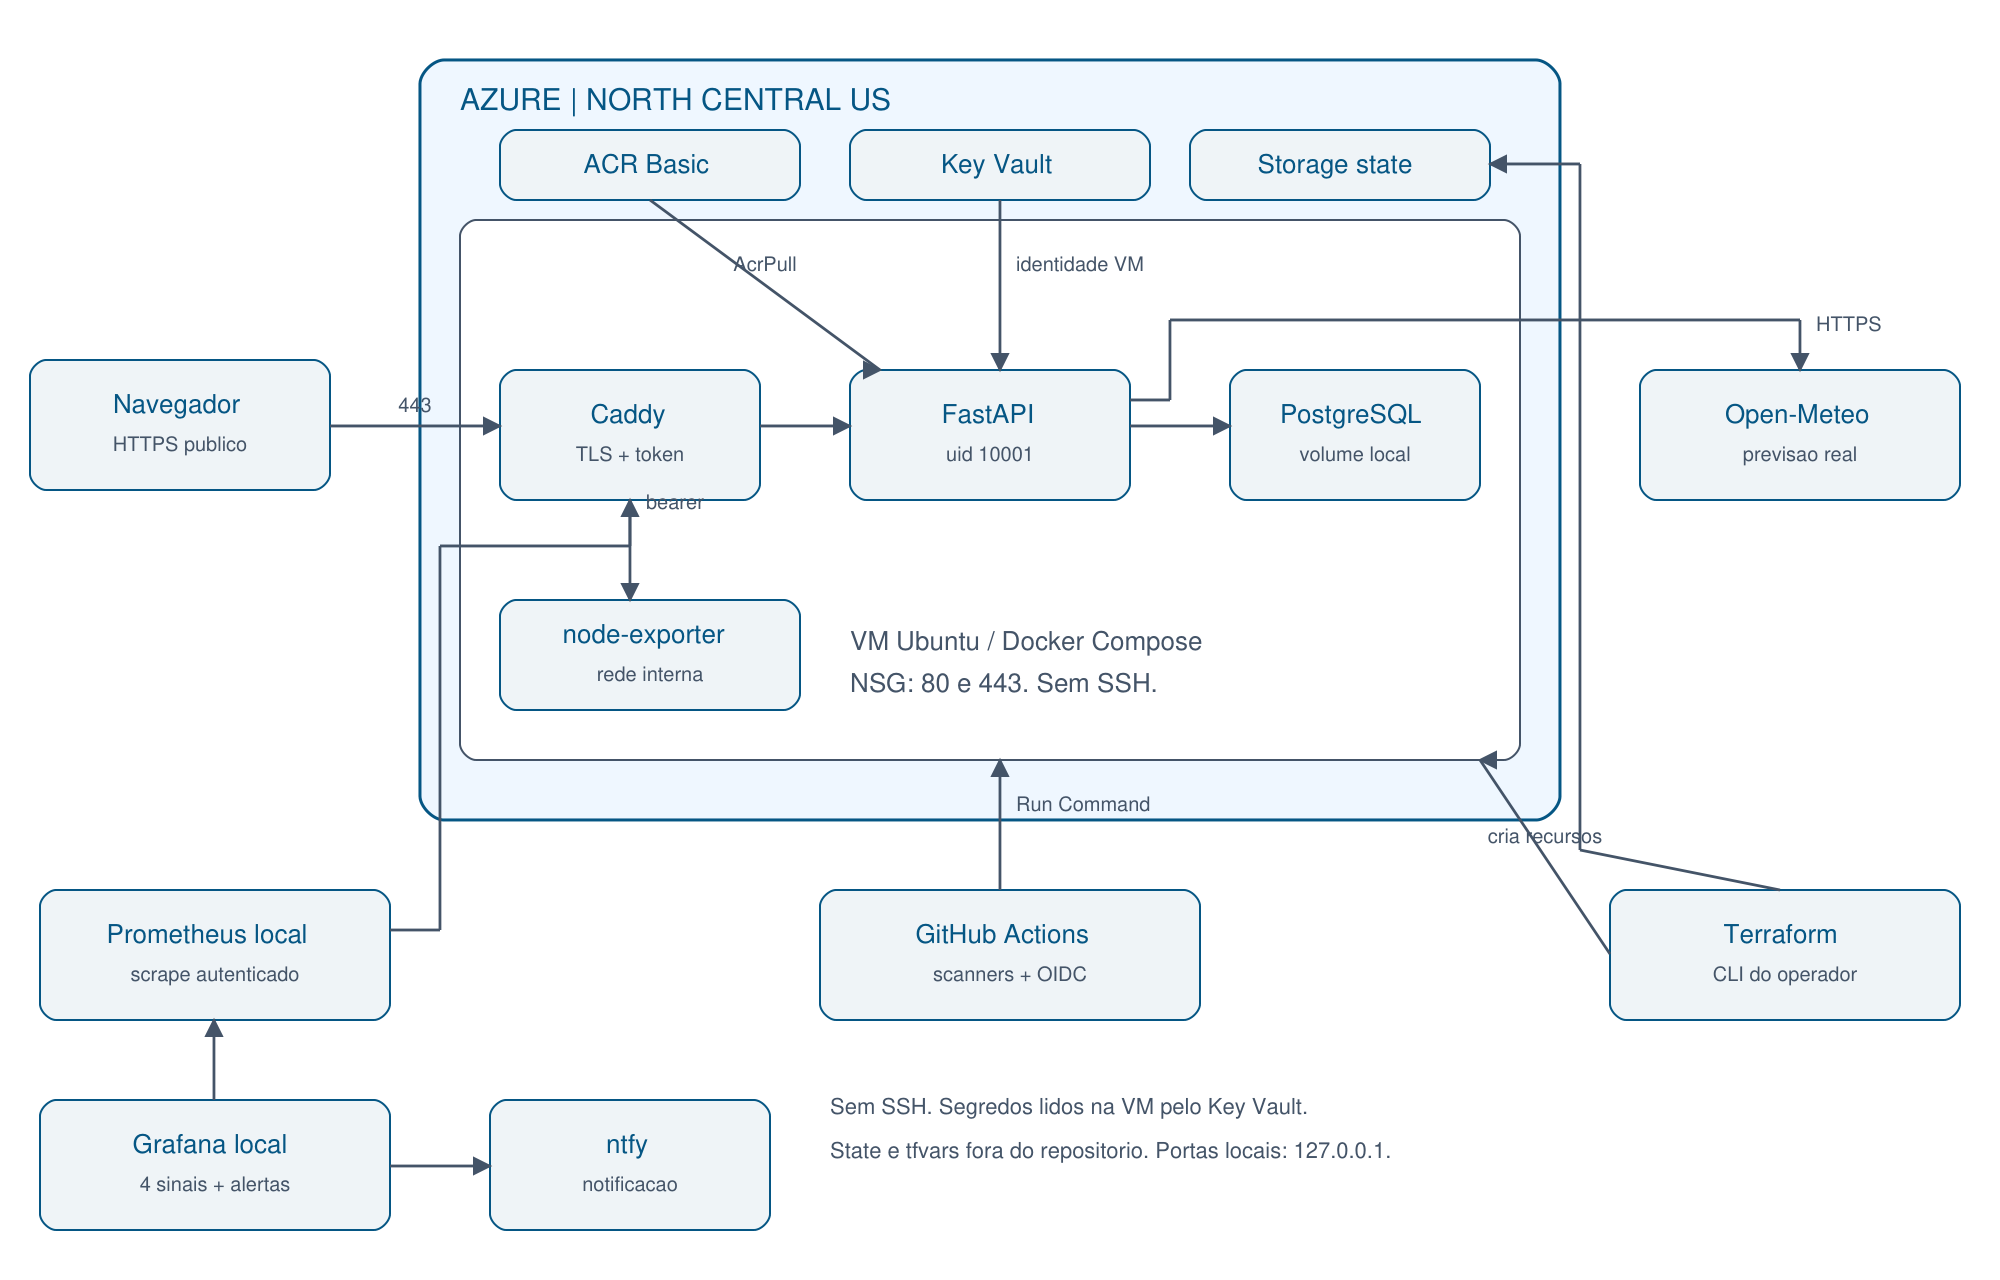 AZURE | NORTH CENTRAL US
ACR Basic
Key Vault
Storage state
AcrPull
identidade VM
HTTPS
Navegador
HTTPS publico
443
Caddy
TLS + token
FastAPI
uid 10001
PostgreSQL
volume local
Open-Meteo
previsao real
bearer
node-exporter
rede interna
VM Ubuntu / Docker Compose
NSG: 80 e 443. Sem SSH.
Run Command
cria recursos
Prometheus local
scrape autenticado
GitHub Actions
scanners + OIDC
Terraform
CLI do operador
Grafana local
4 sinais + alertas
ntfy
notificacao
Sem SSH. Segredos lidos na VM pelo Key Vault.
State e tfvars fora do repositorio. Portas locais: 127.0.0.1.